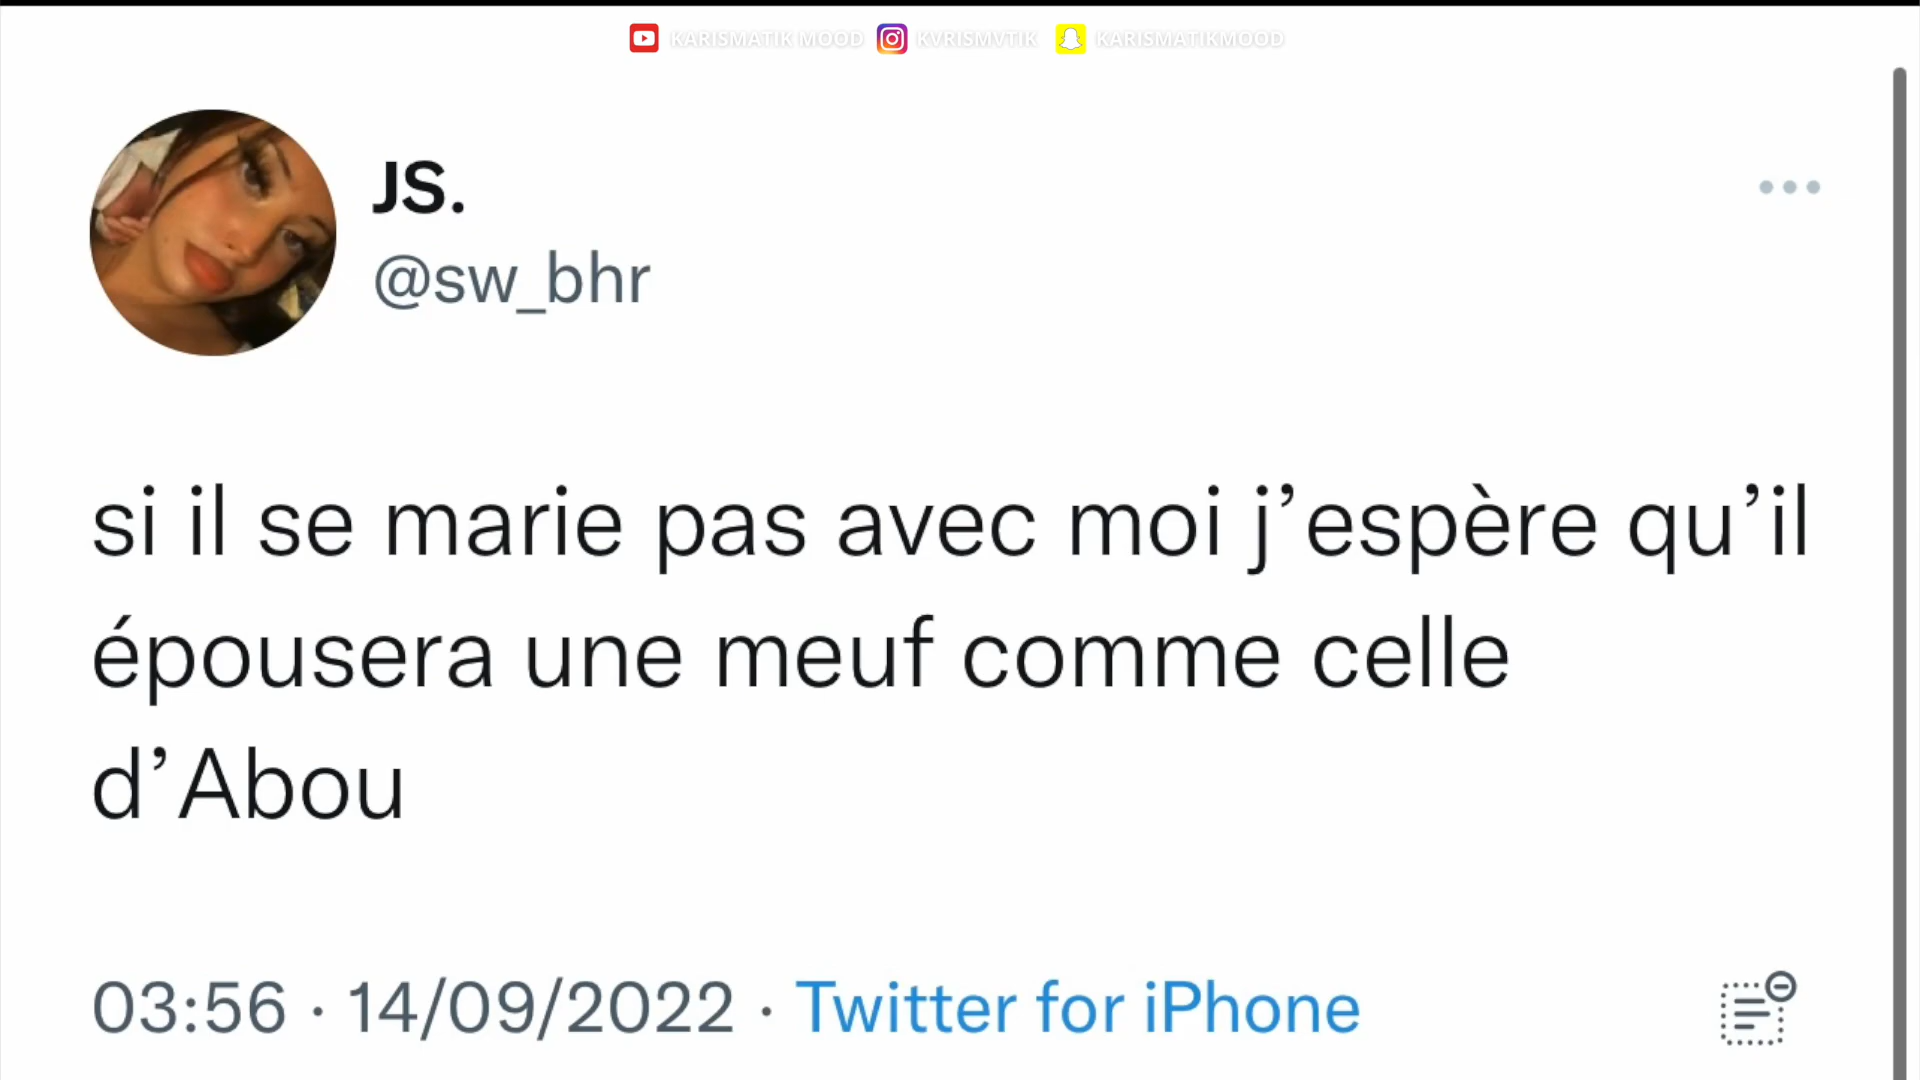 KARISMATIK MOOD KVRISMVTIK KARISMATIKMOOD
JS.
@sw_bhr
si il se marie pas avec moi j’espère qu’il
épousera une meuf comme celle
d’Abou
03:56 · 14/09/2022 · Twitter for iPhone